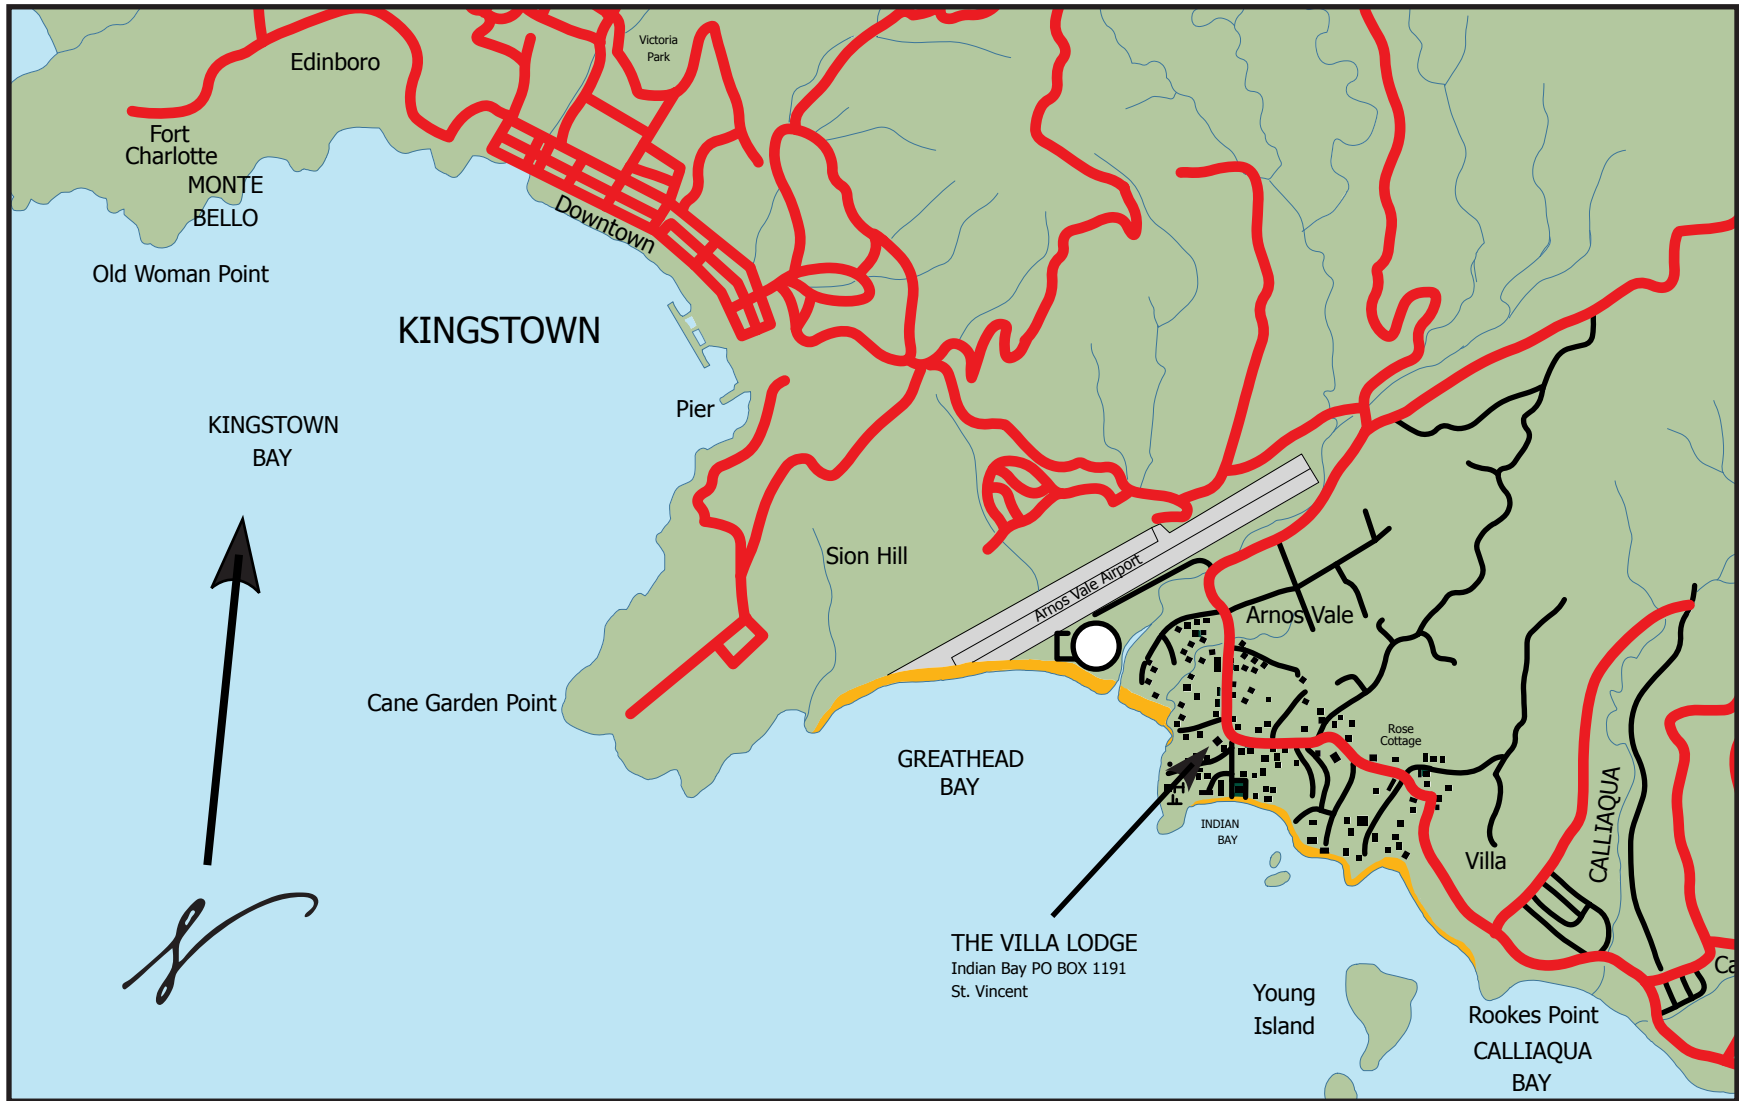 Victoria
Park
Edinboro
Fort
Charlotte
MONTE
BELLO
Downtown
Old Woman Point
KINGSTOWN
Pier
KINGSTOWN
BAY
Sion Hill
Arnos Vale Airport
Arnos Vale
Cane Garden Point
GREATHEAD
BAY
Rose
Cottage
INDIAN
BAY
Villa
CALLIAQUA
THE VILLA LODGE
Indian Bay PO BOX 1191
St. Vincent
Ca
Young
Island
Rookes Point
CALLIAQUA
BAY